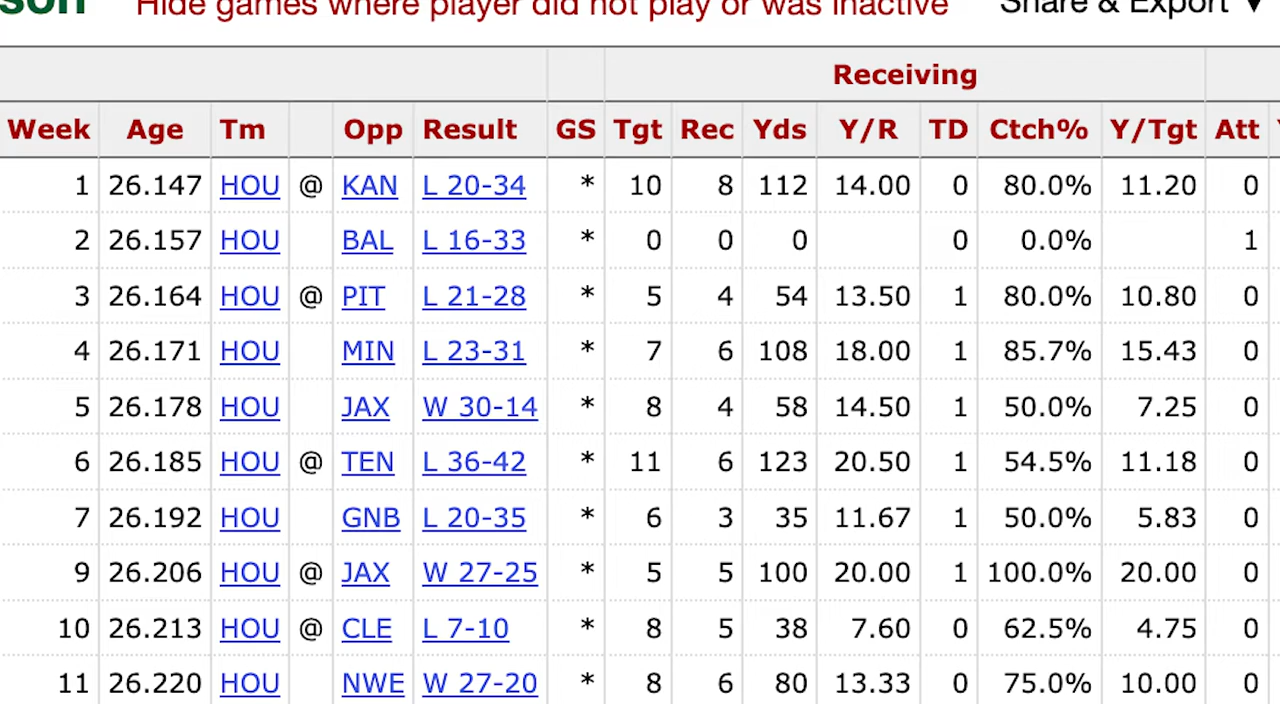 son Hide games where player did not play or was inactive Share & Export ▼
Receiving
Week Age Tm Opp Result GS Tgt Rec Yds Y/R TD Ctch% Y/Tgt Att
1 26.147 HOU @ KAN L 20-34 * 10 8 112 14.00 0 80.0% 11.20 0
2 26.157 HOU BAL L 16-33 * 0 0 0 0 0.0% 1
3 26.164 HOU @ PIT L 21-28 * 5 4 54 13.50 1 80.0% 10.80 0
4 26.171 HOU MIN L 23-31 * 7 6 108 18.00 1 85.7% 15.43 0
5 26.178 HOU JAX W 30-14 * 8 4 58 14.50 1 50.0% 7.25 0
6 26.185 HOU @ TEN L 36-42 * 11 6 123 20.50 1 54.5% 11.18 0
7 26.192 HOU GNB L 20-35 * 6 3 35 11.67 1 50.0% 5.83 0
9 26.206 HOU @ JAX W 27-25 * 5 5 100 20.00 1 100.0% 20.00 0
10 26.213 HOU @ CLE L 7-10 * 8 5 38 7.60 0 62.5% 4.75 0
11 26.220 HOU NWE W 27-20 * 8 6 80 13.33 0 75.0% 10.00 0